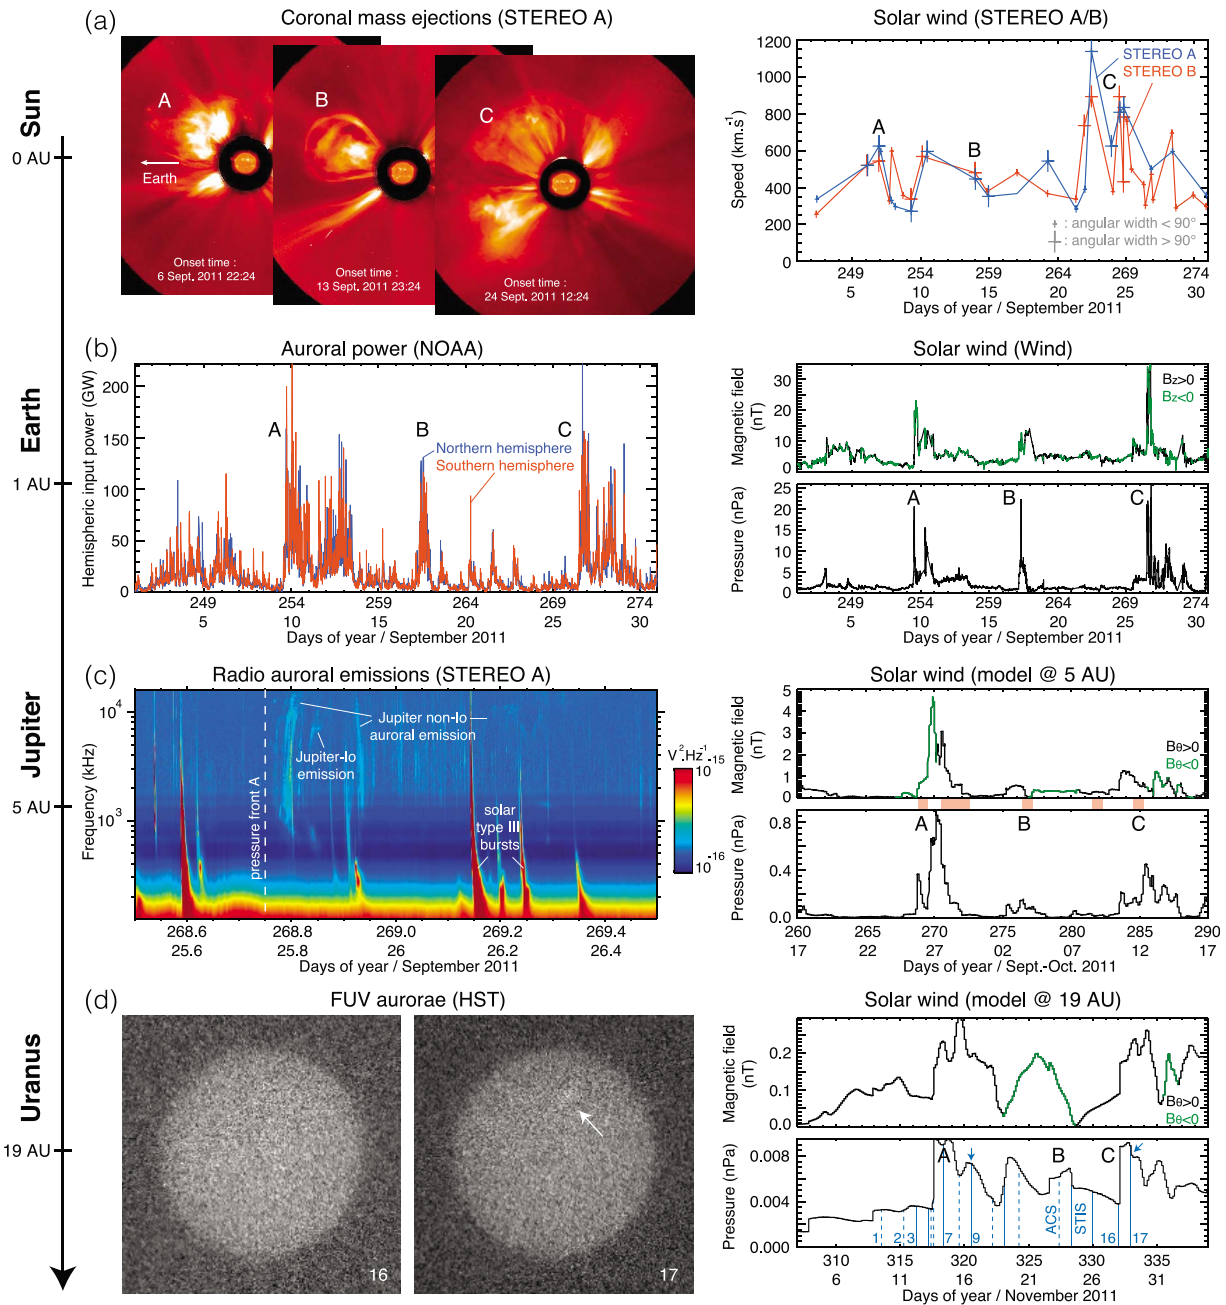 (a)
Coronal mass ejections (STEREO A)
Solar wind (STEREO A/B)
Sun
0 AU
A
Earth
Onset time :
6 Sept. 2011 22:24
B
Onset time :
13 Sept. 2011 23:24
C
Onset time :
24 Sept. 2011 12:24
Speed (km.s-1)
1200
1000
800
600
400
200
0
A
B
C
STEREO A
STEREO B
: angular width < 90°
: angular width > 90°
249 254 259 264 269 275
5 10 15 20 25 30
Days of year / September 2011
(b)
Auroral power (NOAA)
Solar wind (Wind)
Earth
1 AU
Hemispheric input power (GW)
200
150
100
50
0
A
B
C
Northern hemisphere
Southern hemisphere
249 254 259 264 269 274
5 10 15 20 25 30
Days of year / September 2011
Magnetic field
(nT)
30
20
10
0
Bz>0
Bz<0
Pressure (nPa)
25
20
15
10
5
0
A
B
C
249 254 259 264 269 274
5 10 15 20 25 30
Days of year / September 2011
(c)
Radio auroral emissions (STEREO A)
Solar wind (model @ 5 AU)
Jupiter
5 AU
Frequency (kHz)
10^4
10^3
pressure front A
Jupiter non-Io
auroral emission
Jupiter-Io
emission
solar
type III
bursts
V².Hz-1
10-15
10-16
268.6 268.8 269 269.2 269.4
25.6 25.8 26 26.2 26.4
Days of year / September 2011
Magnetic field
(nT)
5
4
3
2
1
0
Bθ>0
Bθ<0
Pressure (nPa)
0.8
0.4
0.0
A
B
C
260 265 270 275 280 285 290
17 22 27 02 07 12 17
Days of year / Sept.-Oct. 2011
(d)
FUV aurorae (HST)
Solar wind (model @ 19 AU)
Uranus
19 AU
16
17
Magnetic field
(nT)
0.2
0.1
0.0
Bθ>0
Bθ<0
Pressure (nPa)
0.008
0.004
0.000
A
B
C
1 2 3 7 9 ACS STIS 16 17
310 315 320 325 330 335
6 11 16 21 26 31
Days of year / November 2011